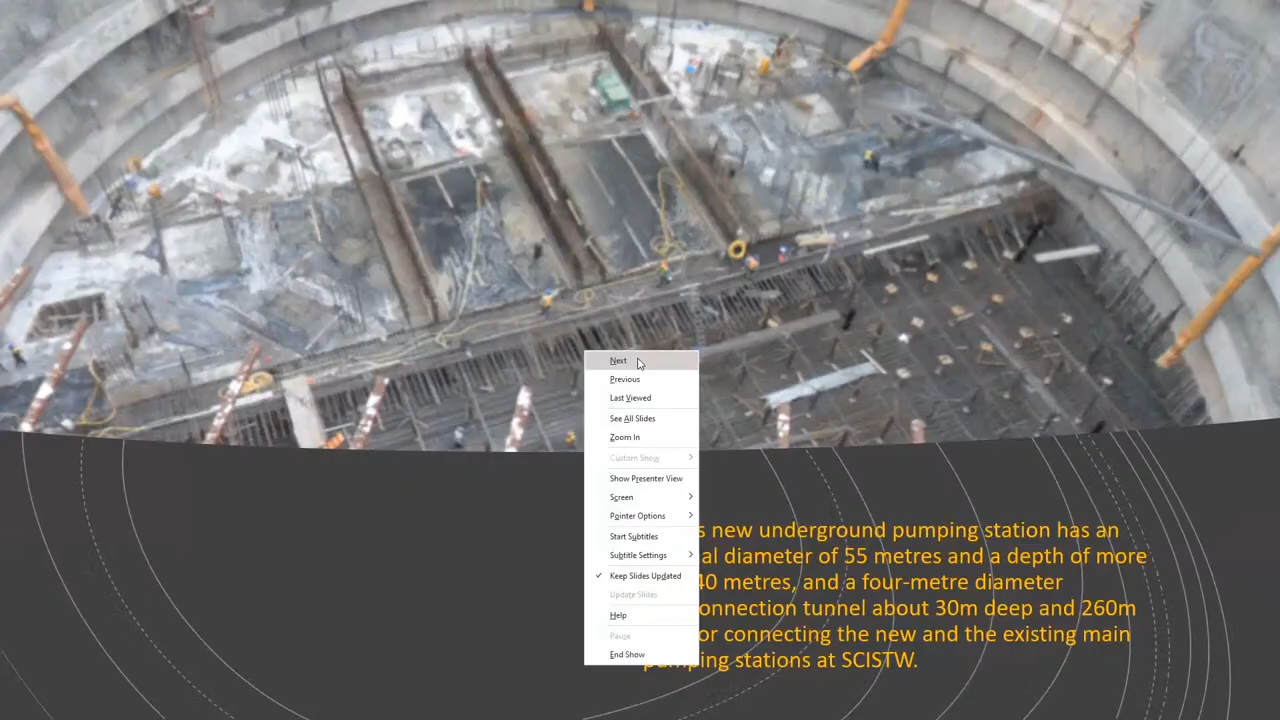 Next
Previous
Last Viewed
See All Slides
Zoom In
Custom Show
Show Presenter View
Screen
Pointer Options
Start Subtitles
Subtitle Settings
Keep Slides Updated
Update Slides
Help
Pause
End Show
new underground pumping station has an
diameter of 55 metres and a depth of more
40 metres, and a four-metre diameter
tunnel about 30m deep and 260m
connecting the new and the existing main
pumping stations at SCISTW.